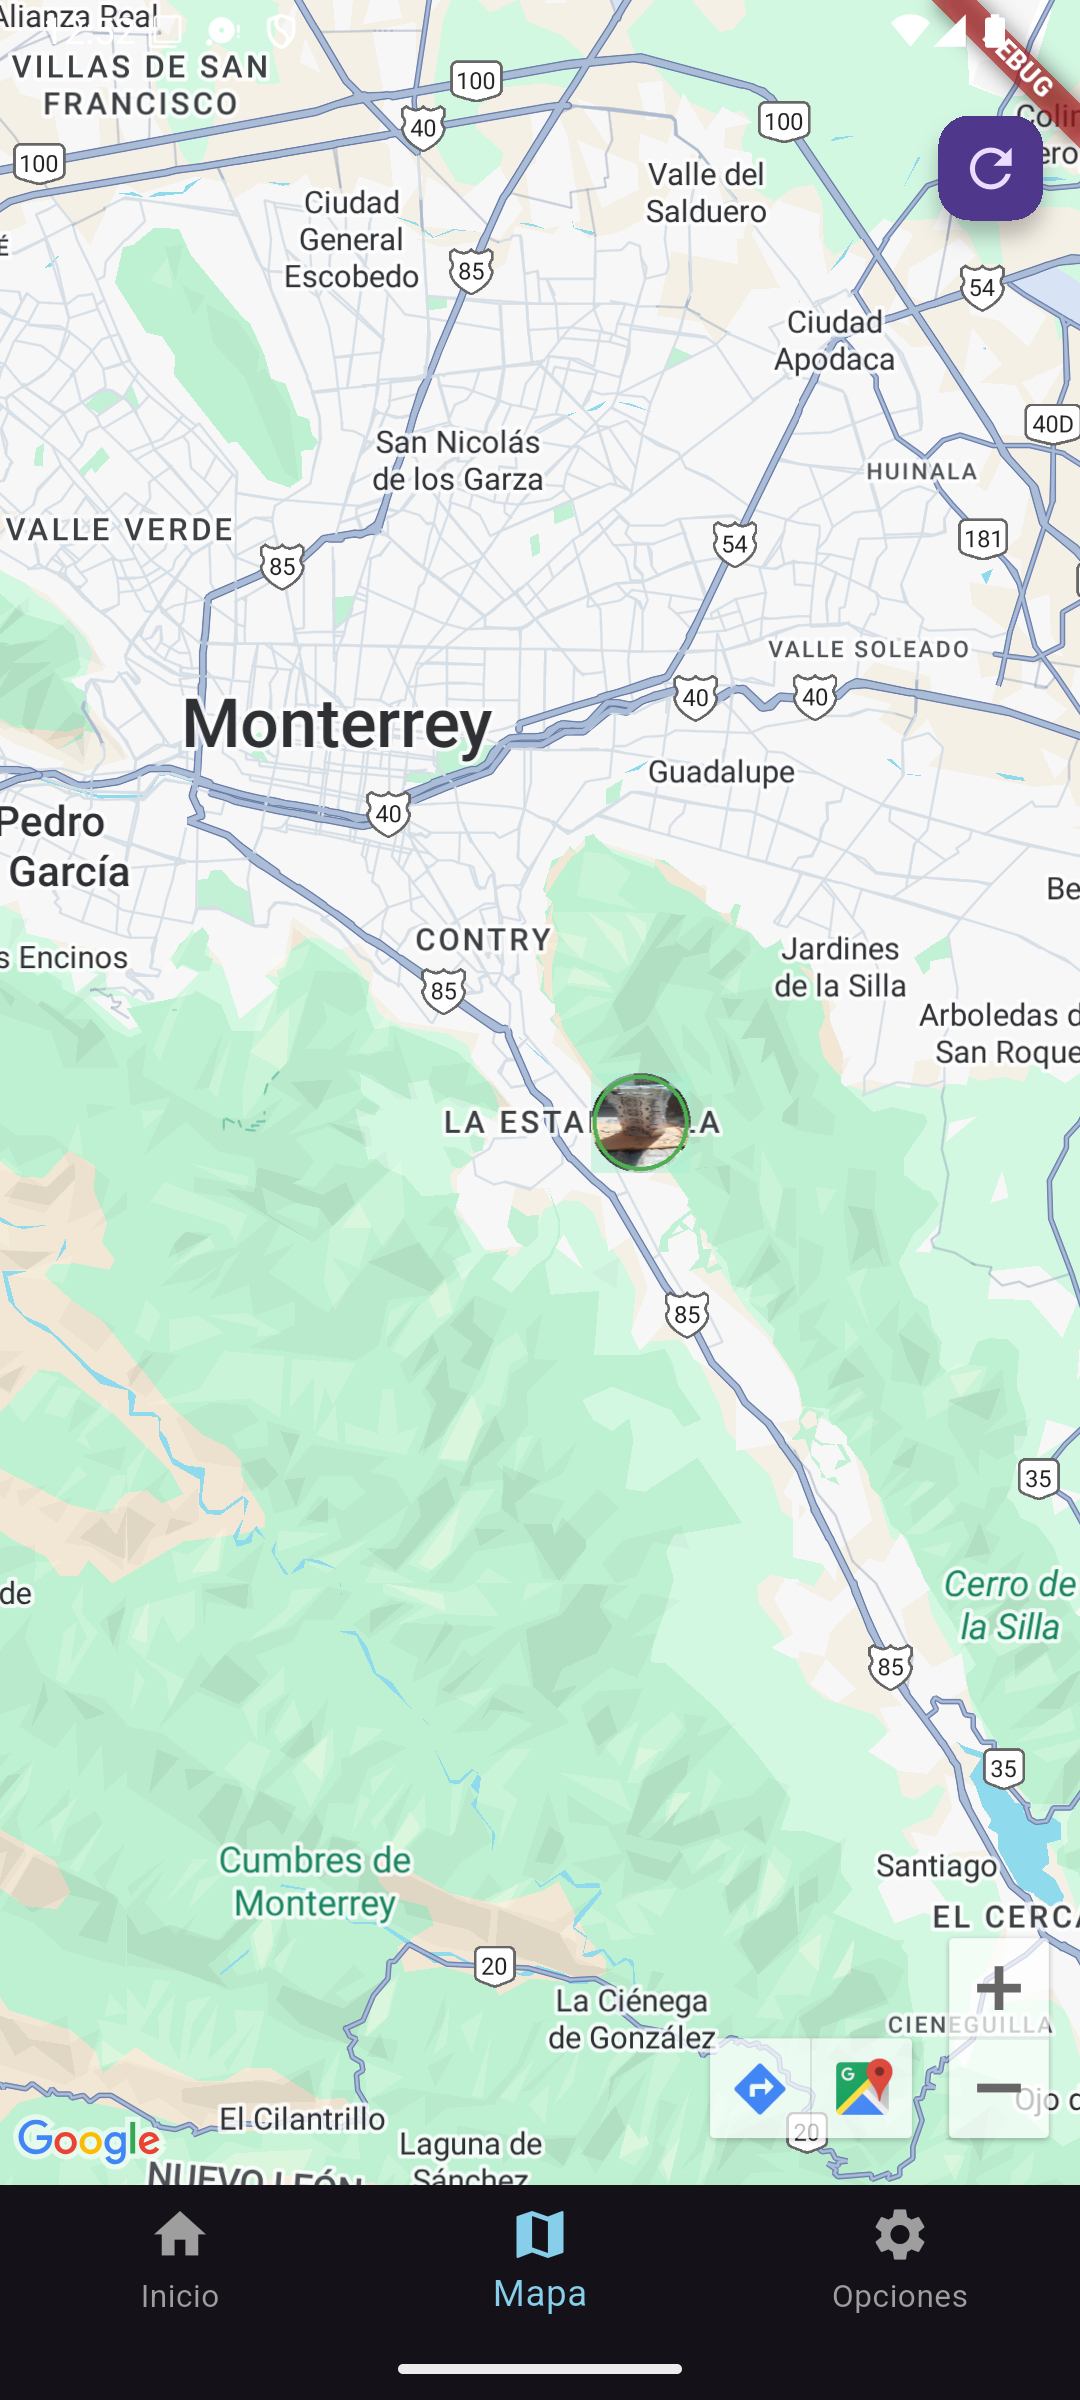 Alianza Real
VILLAS DE SAN
FRANCISCO
100
40
100
100
DEBUG
Valle del
Salduero
Ciudad
General
Escobedo
85
54
Ciudad
Apodaca
40D
San Nicolás
de los Garza
HUINALA
VALLE VERDE
181
54
85
VALLE SOLEADO
40
40
Monterrey
Guadalupe
40
Pedro
García
Be
CONTRY
s Encinos
Jardines
de la Silla
85
Arboledas d
San Roque
LA ESTA LA
85
35
Cerro de
la Silla
de
85
35
Cumbres de
Monterrey
Santiago
EL CERCA
20
La Ciénega
de González
CIENEGUILLA
Ojo d
El Cilantrillo
20
Google
Laguna de
Sánchez
NUEVO LEÓN
Inicio
Mapa
Opciones